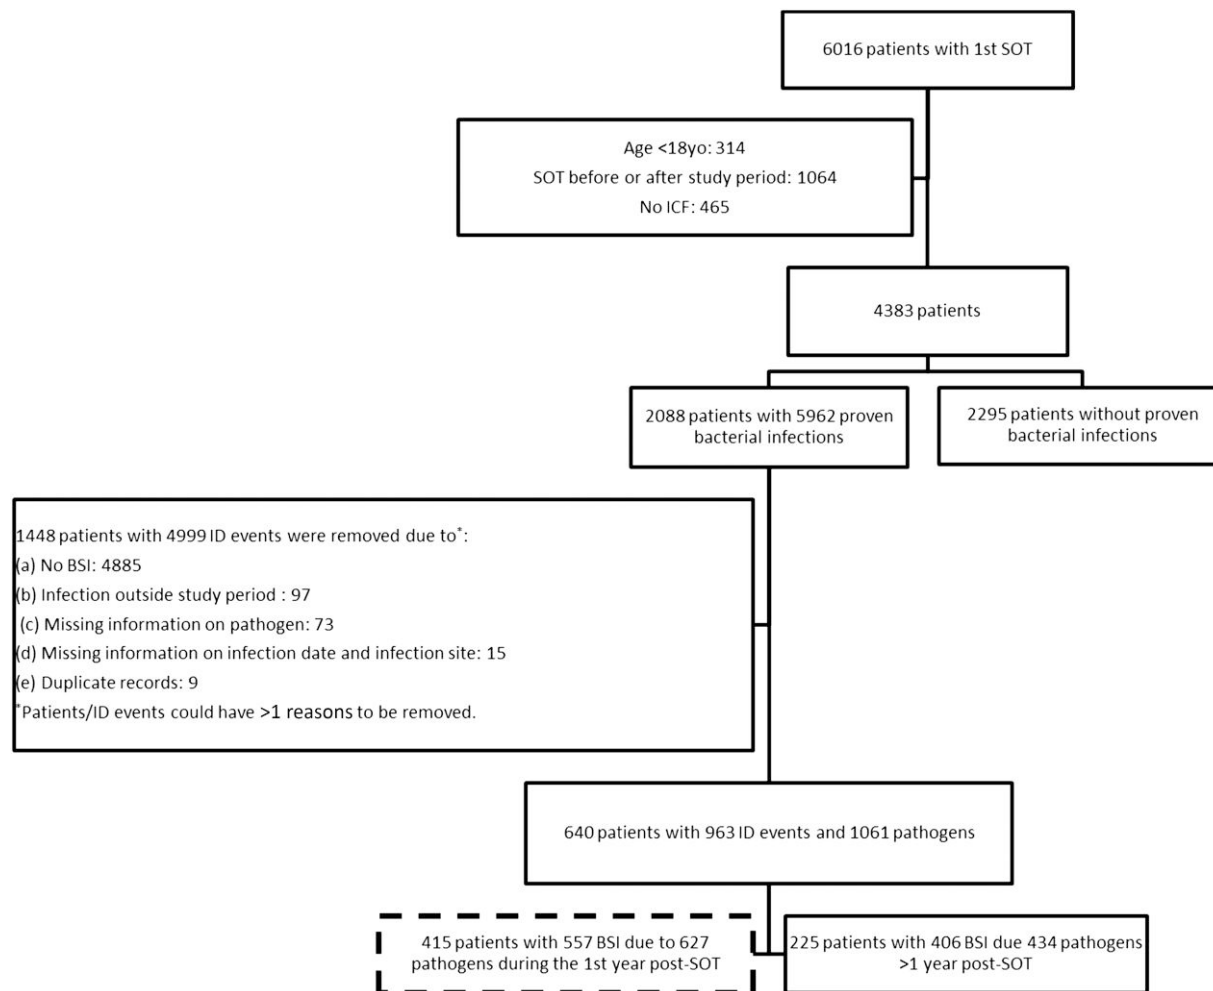 6016 patients with 1st SOT
Age <18yo: 314
SOT before or after study period: 1064
No ICF: 465
4383 patients
2088 patients with 5962 proven
bacterial infections
2295 patients without proven
bacterial infections
1448 patients with 4999 ID events were removed due to*:
(a) No BSI: 4885
(b) Infection outside study period : 97
(c) Missing information on pathogen: 73
(d) Missing information on infection date and infection site: 15
(e) Duplicate records: 9
*Patients/ID events could have >1 reasons to be removed.
640 patients with 963 ID events and 1061 pathogens
415 patients with 557 BSI due to 627
pathogens during the 1st year post-SOT
225 patients with 406 BSI due 434 pathogens
>1 year post-SOT